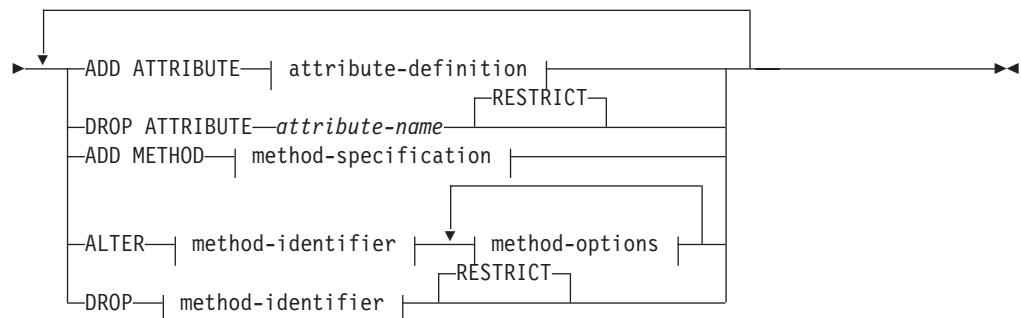 ADD ATTRIBUTE attribute-definition
RESTRICT
DROP ATTRIBUTE attribute-name
ADD METHOD method-specification
ALTER method-identifier method-options
RESTRICT
DROP method-identifier